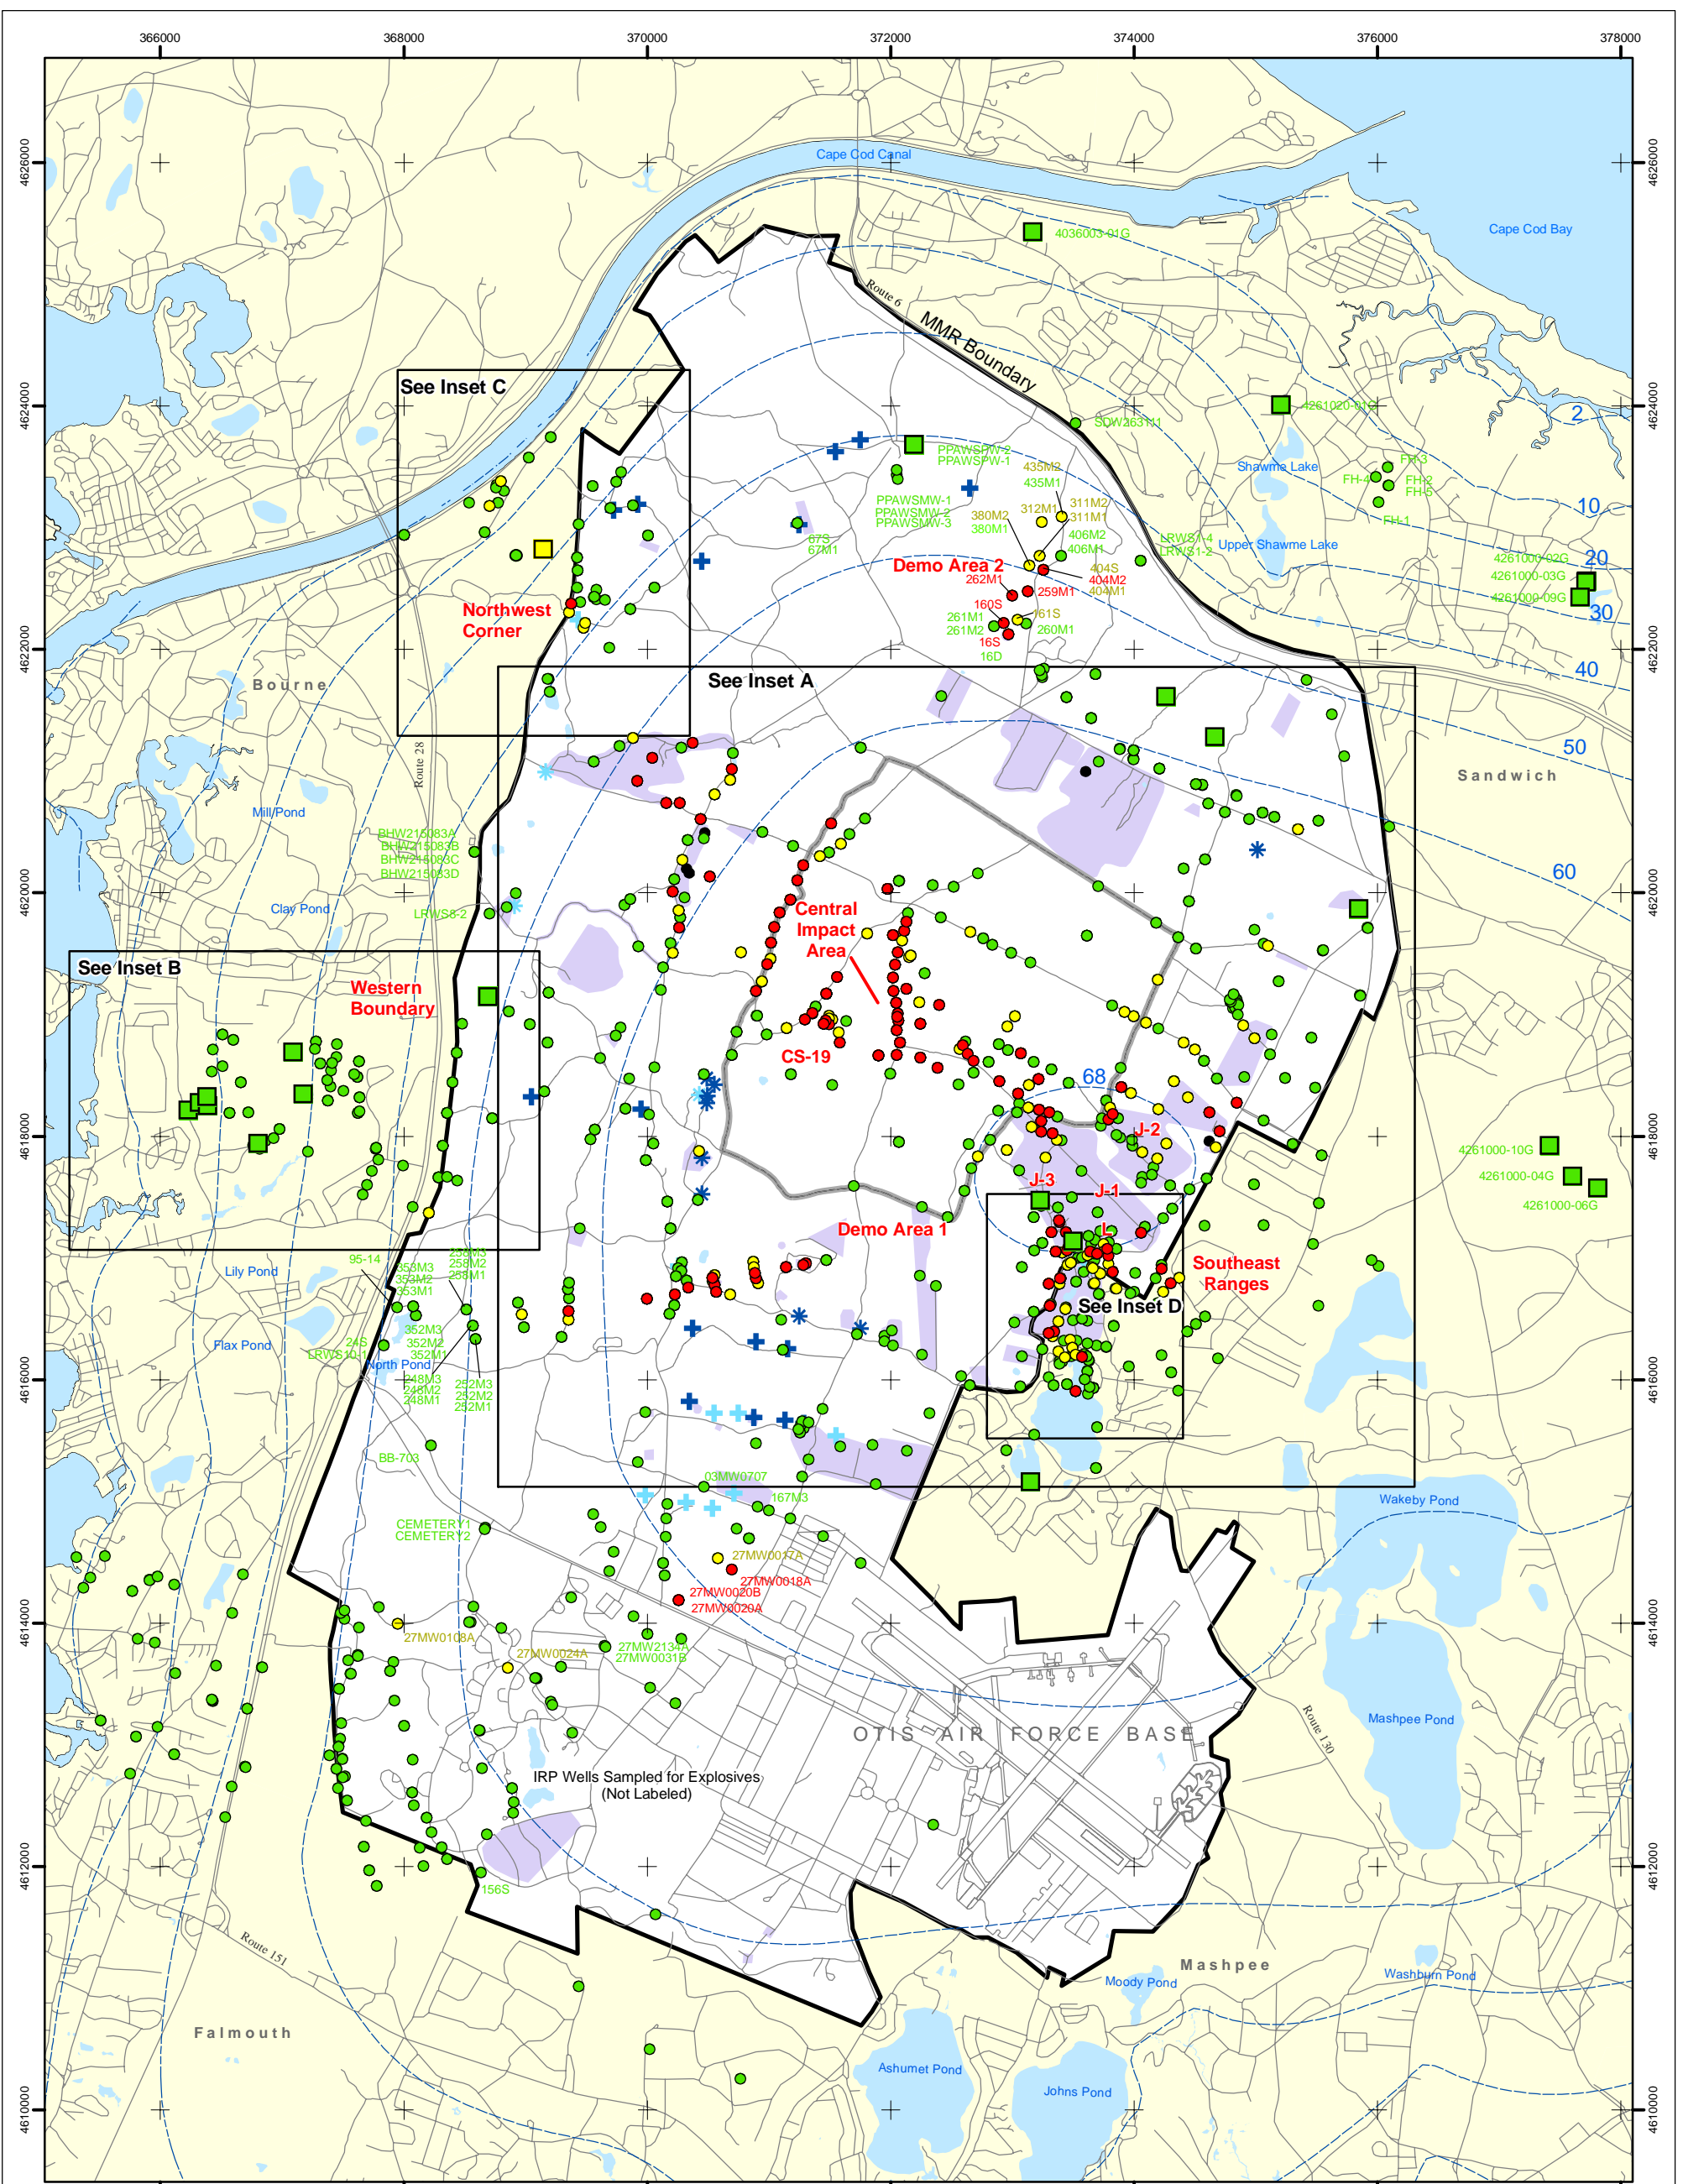 366000
368000
370000
372000
374000
376000
378000
4626000
4626000
Cape Cod Canal
Cape Cod Bay
4036003-01G
Route 6
MMR Boundary
See Inset C
4624000
4624000
4261020-01G
2
SDW263111
PPAWSPW-2
PPAWSPW-1
435M2
435M1
Shawme Lake
FH-3
FH-4
FH-2
FH-5
FH-1
10
PPAWSMW-1
PPAWSMW-2
PPAWSMW-3
311M2
311M1
312M1
380M2
380M1
67S
67M1
406M2
406M1
LRWS1-4
LRWS1-2
Upper Shawme Lake
4261000-02G
20
4261000-03G
4261000-09G
30
Demo Area 2
404S
404M2
404M1
262M1
259M1
160S
161S
261M1
261M2
260M1
16S
16D
Northwest
Corner
4622000
4622000
40
Bourne
See Inset A
50
Route 28
Sandwich
Mill Pond
BHW215083A
BHW215083B
BHW215083C
BHW215083D
60
4620000
4620000
Clay Pond
LRWS8-2
Central
Impact
Area
See Inset B
Western
Boundary
CS-19
68
4618000
4618000
J-2
4261000-10G
J-3
J-1
4261000-04G
4261000-06G
Demo Area 1
L
95-14
258M3
258M2
258M1
353M3
353M2
353M1
Lily Pond
Southeast
Ranges
See Inset D
352M3
352M2
352M1
24S
LRWS10-1
Flax Pond
North Pond
4616000
4616000
248M3
248M2
248M1
252M3
252M2
252M1
BB-703
03MW0707
167M3
Wakeby Pond
CEMETERY1
CEMETERY2
27MW0017A
27MW0018A
27MW0020B
27MW0020A
4614000
4614000
27MW0108A
27MW0024A
27MW2134A
27MW0031B
OTIS AIR FORCE BASE
Route 130
Mashpee Pond
IRP Wells Sampled for Explosives
(Not Labeled)
4612000
4612000
156S
Route 151
Mashpee
Moody Pond
Washburn Pond
Falmouth
Ashumet Pond
Johns Pond
4610000
4610000